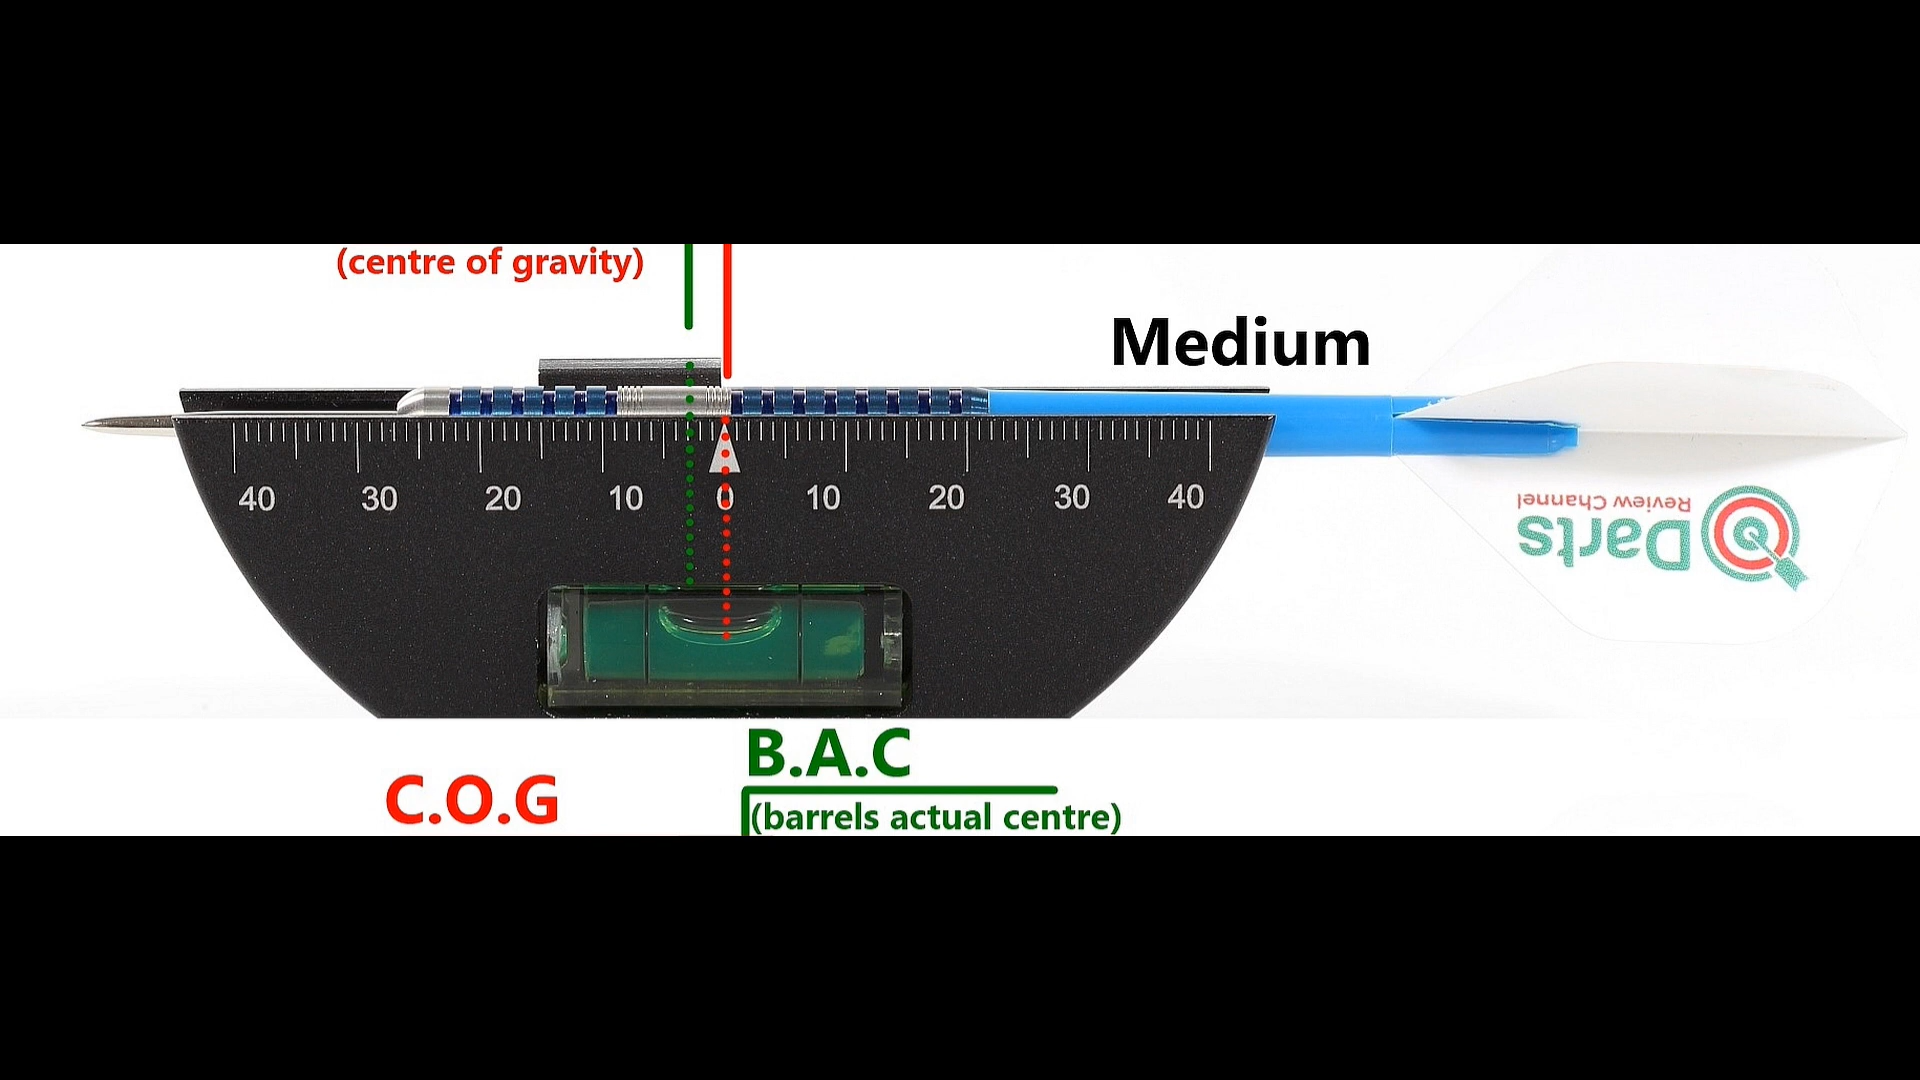 (centre of gravity)
Medium
40 30 20 10 0 10 20 30 40
Review Channel
Darts
B.A.C
C.O.G
(barrels actual centre)